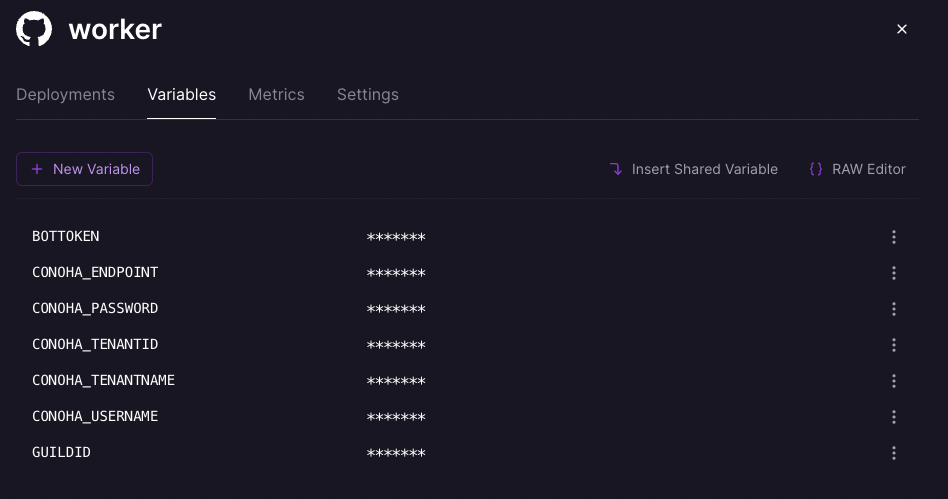 worker
Deployments Variables Metrics Settings
+ New Variable Insert Shared Variable {} RAW Editor
BOTTOKEN *******
CONOHA_ENDPOINT *******
CONOHA_PASSWORD *******
CONOHA_TENANTID *******
CONOHA_TENANTNAME *******
CONOHA_USERNAME *******
GUILDID *******